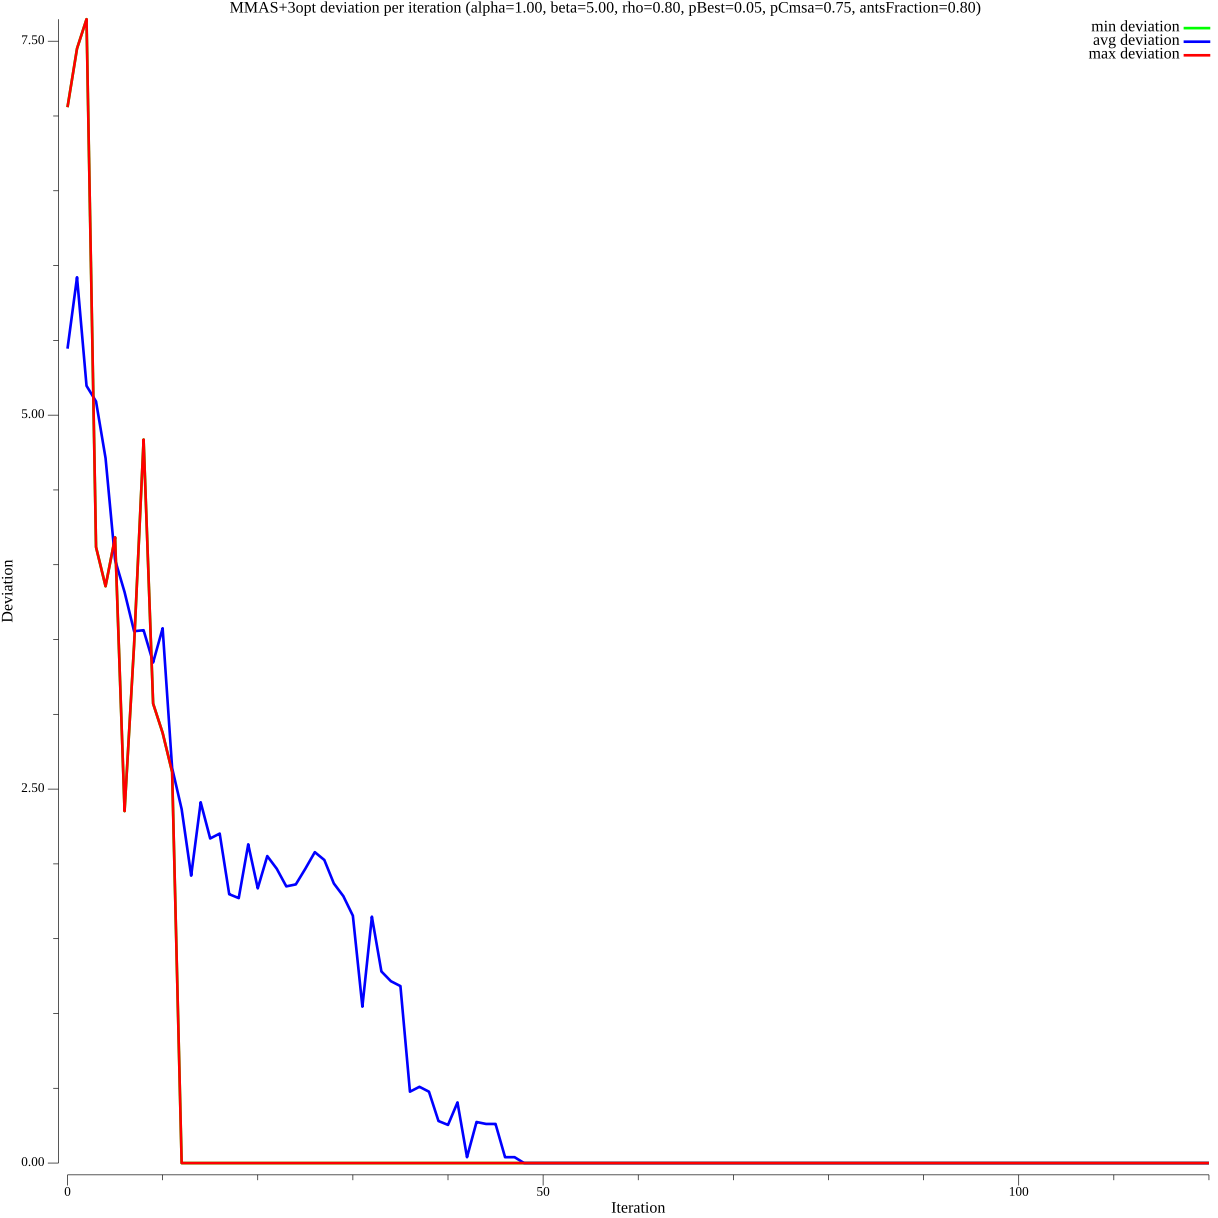 MMAS+3opt deviation per iteration (alpha=1.00, beta=5.00, rho=0.80, pBest=0.05, pCmsa=0.75, antsFraction=0.80)
min deviation
avg deviation
max deviation
7.50
5.00
2.50
0.00
Deviation
0 50 100
Iteration